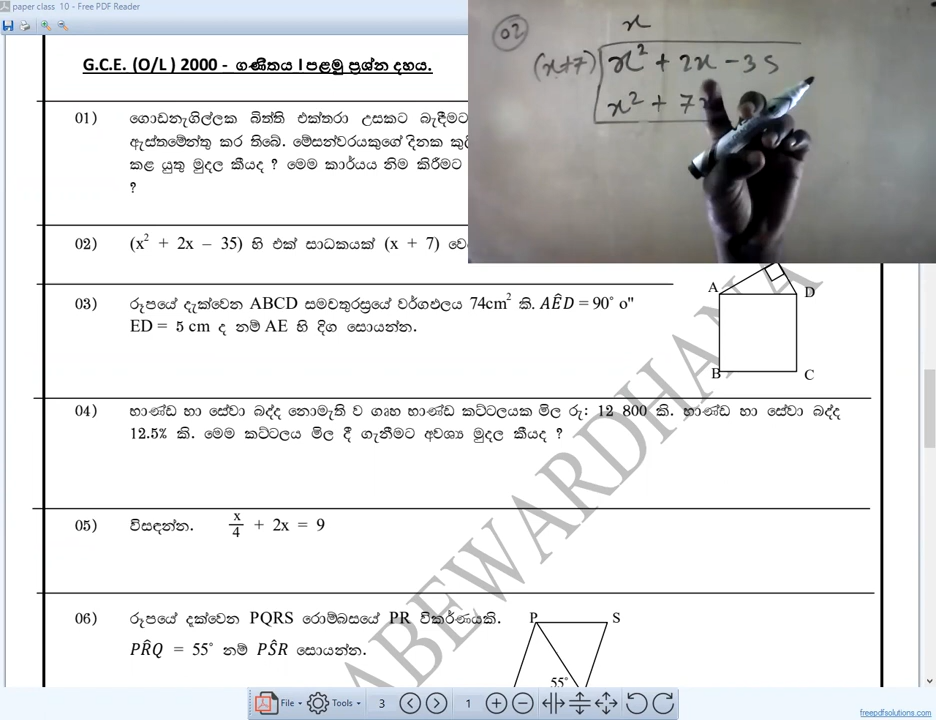 paper class 10 - Free PDF Reader
02
x
(x+7) x² + 2x - 35
x² + 7x
G.C.E. (O/L ) 2000 - ගණිතය I පළමු ප්‍රශ්න දහය.
01) ගොඩනැගිල්ලක බිත්ති එක්තරා උසකට බැඳීමට
ඇස්තමේන්තු කර තිබේ. මේසන්වරයකුගේ දිනක
කළ යුතු මුදල කීයද ? මෙම කාර්යය නිම කිරීමට
?
02) (x² + 2x – 35) හි එක් සාධකයක් (x + 7)
03) රූපයේ දැක්වෙන ABCD සමචතුරස්‍රයේ වර්ගඵලය 74cm² කි. AÊD = 90° o"
ED = 5 cm ද නම් AE හි දිග සොයන්න.
A D
B C
04) භාණ්ඩ හා සේවා බද්ද නොමැති ව ගෘහ භාණ්ඩ කට්ටලයක මිල රු: 12 800 කි. භාණ්ඩ හා සේවා බද්ද
12.5% කි. මෙම කට්ටලය මිල දී ගැනීමට අවශ්‍ය මුදල කීයද ?
05) විසඳන්න. x/4 + 2x = 9
06) රූපයේ දක්වෙන PQRS රොම්බසයේ PR විකර්ණයකි.
PR̂Q = 55° නම් PŜR සොයන්න.
P S
55°
ABEWARDHANA
File Tools 3 1
freepdfsolutions.com